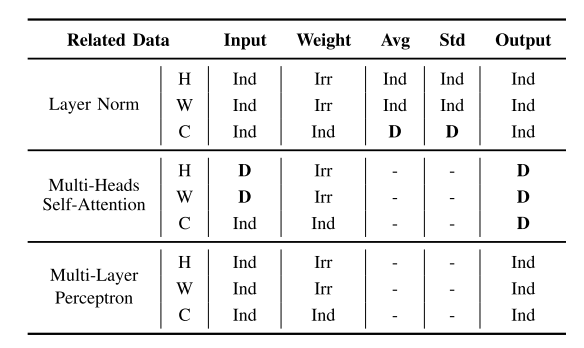 Related Data Input Weight Avg Std Output
H Ind Irr Ind Ind Ind
Layer Norm W Ind Irr Ind Ind Ind
C Ind Ind D D Ind
H D Irr - - D
Multi-Heads
Self-Attention W D Irr - - D
C Ind Ind - - D
H Ind Irr - - Ind
Multi-Layer
Perceptron W Ind Irr - - Ind
C Ind Ind - - Ind